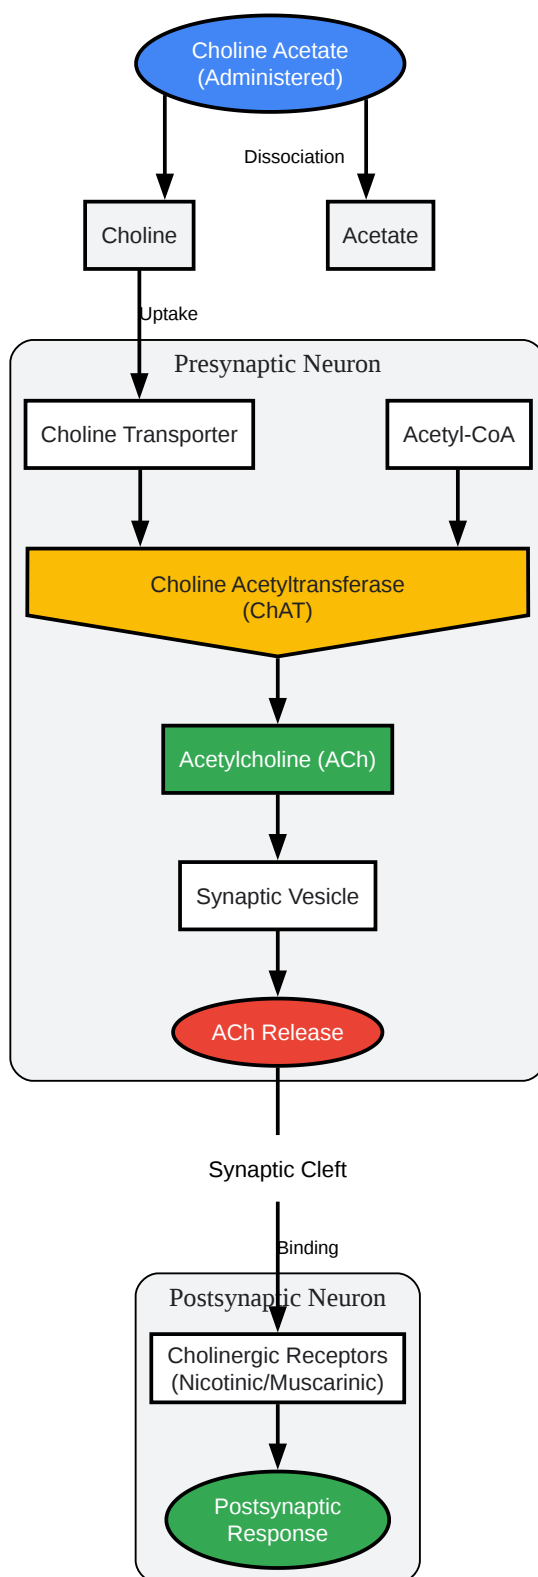 Choline Acetate
(Administered)
Dissociation
Choline
Acetate
Uptake
Presynaptic Neuron
Choline Transporter
Acetyl-CoA
Choline Acetyltransferase
(ChAT)
Acetylcholine (ACh)
Synaptic Vesicle
ACh Release
Synaptic Cleft
Binding
Postsynaptic Neuron
Cholinergic Receptors
(Nicotinic/Muscarinic)
Postsynaptic
Response